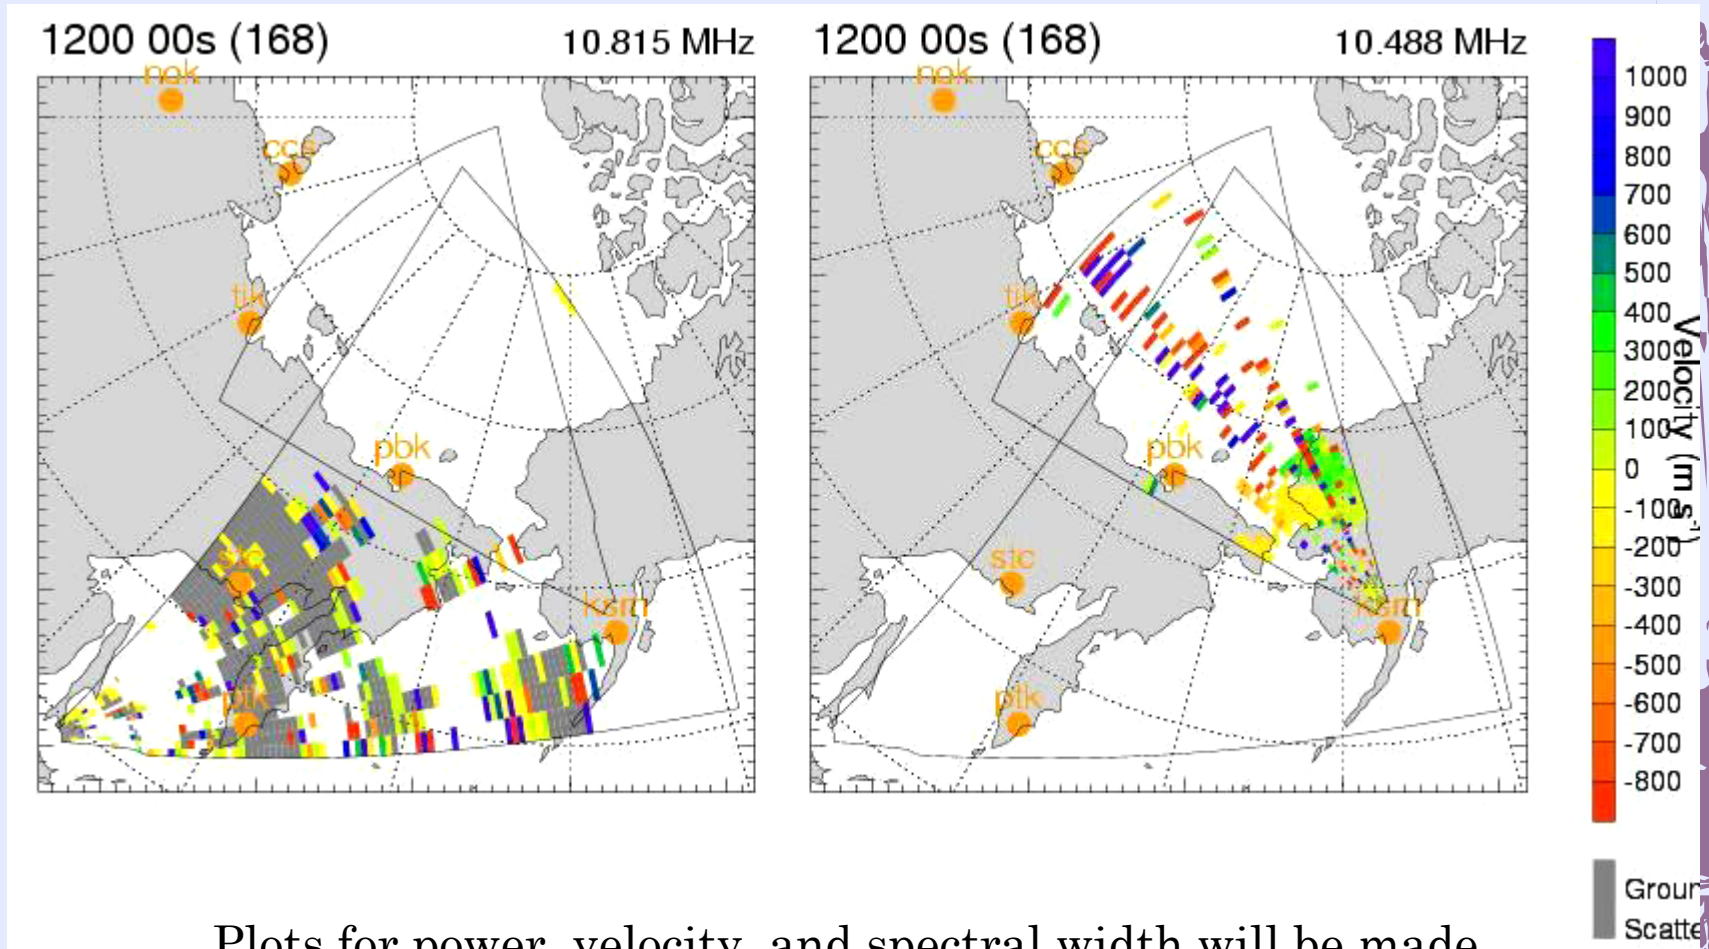 1200 00s (168)
10.815 MHz
nok
ccs
tik
pbk
stc
ksm
ptk
1200 00s (168)
10.488 MHz
nok
ccs
tik
pbk
stc
ksm
ptk
1000
900
800
700
600
500
400
300
200
100
0
-100
-200
-300
-400
-500
-600
-700
-800
Velocity (m s⁻¹)
Groun
Scatte
Plots for power, velocity, and spectral width will be made